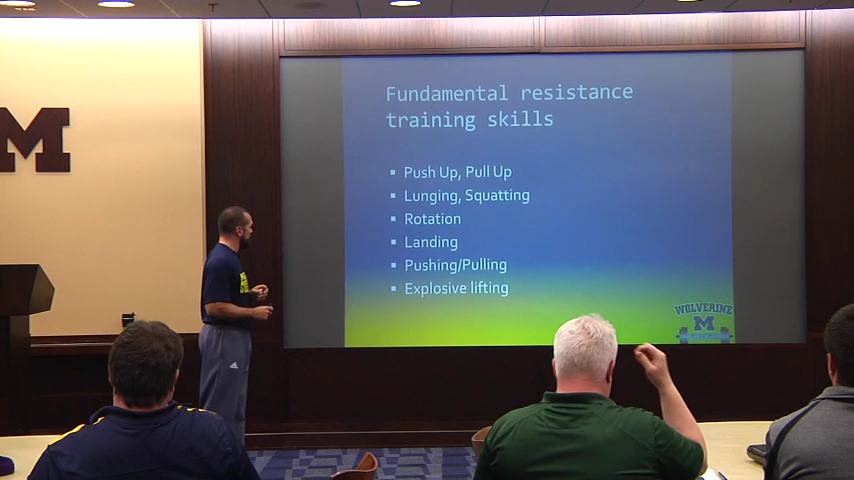 M
Fundamental resistance
training skills
Push Up, Pull Up
Lunging, Squatting
Rotation
Landing
Pushing/Pulling
Explosive lifting
WOLVERINE
M